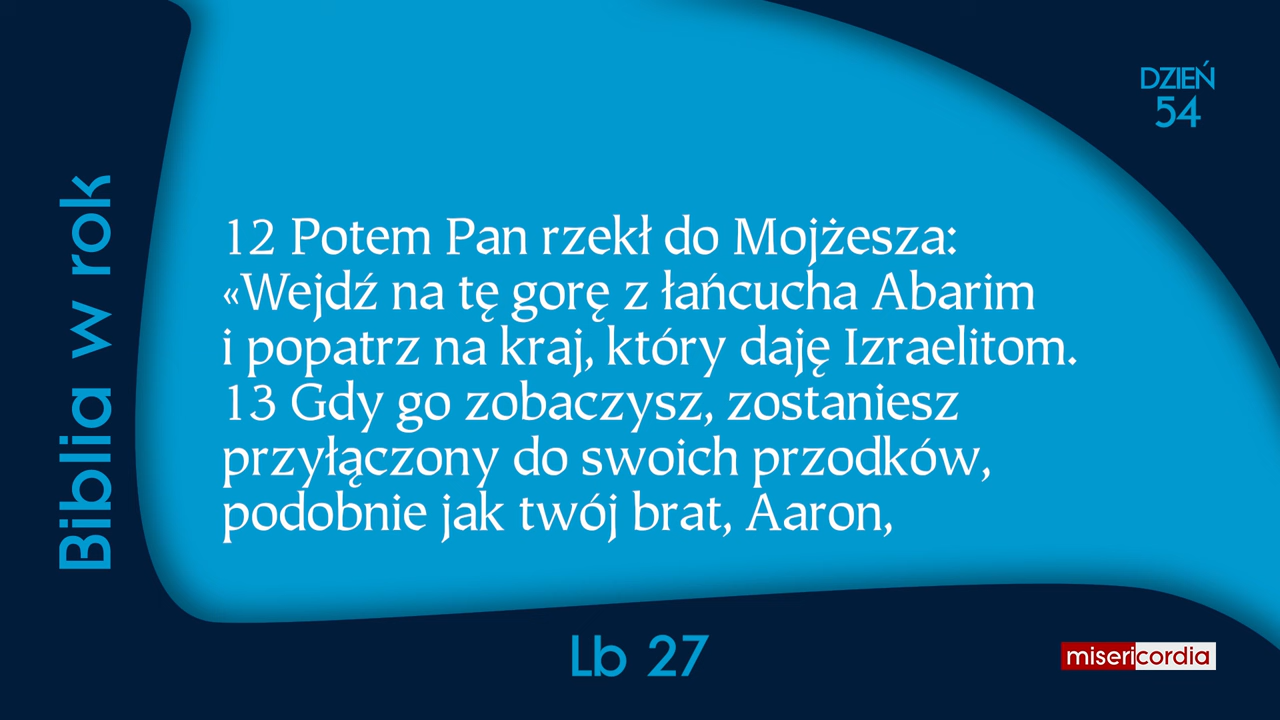 DZIEŃ
54
Biblia w rok
12 Potem Pan rzekł do Mojżesza:
«Wejdź na tę gorę z łańcucha Abarim
i popatrz na kraj, który daję Izraelitom.
13 Gdy go zobaczysz, zostaniesz
przyłączony do swoich przodków,
podobnie jak twój brat, Aaron,
Lb 27
misericordia